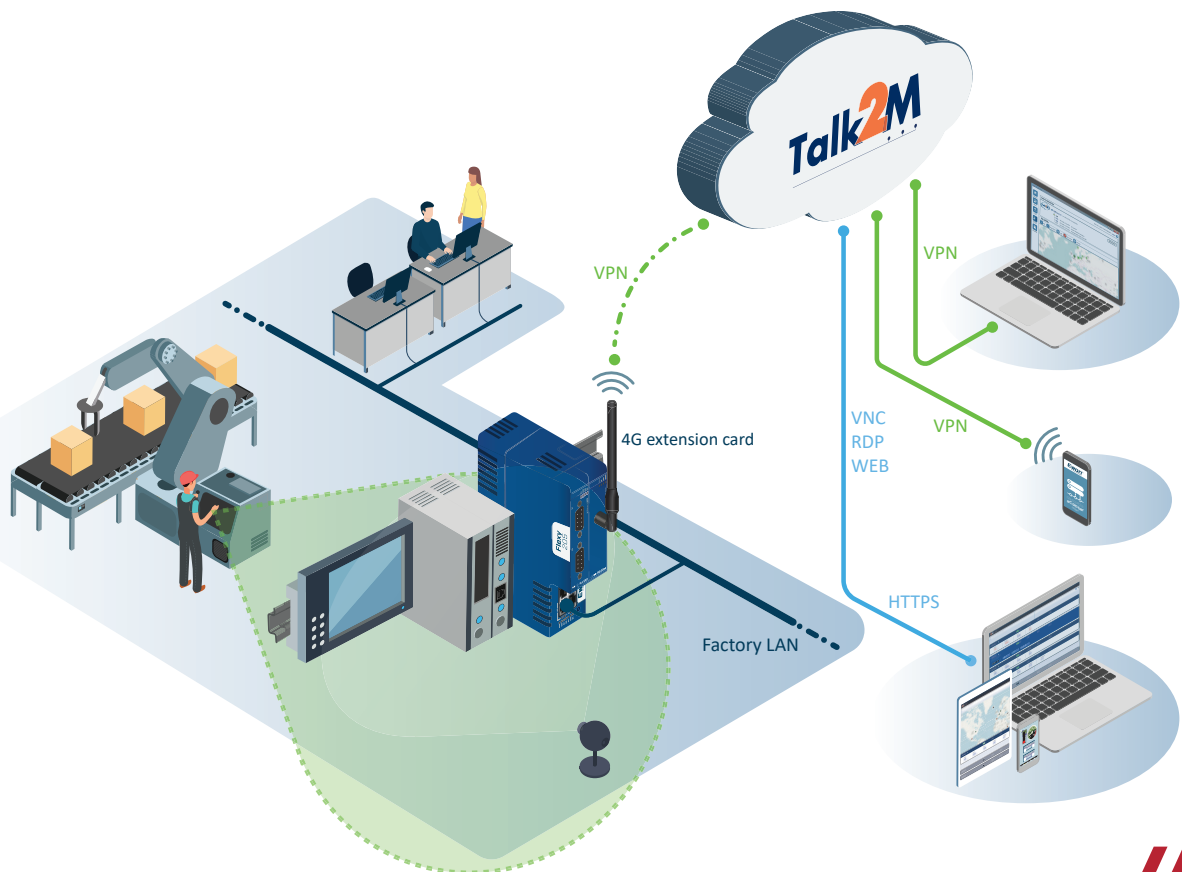 Talk2M
VPN
VPN
4G extension card
VNC
RDP
WEB
VPN
Flexy
205
HTTPS
Factory LAN